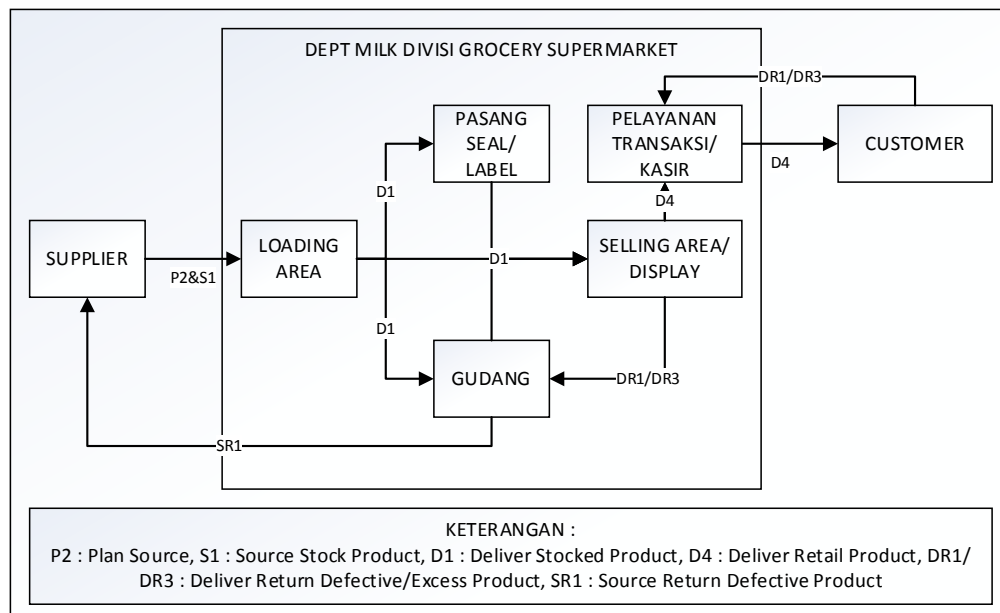 DEPT MILK DIVISI GROCERY SUPERMARKET
DR1/DR3
PASANG
SEAL/
LABEL
PELAYANAN
TRANSAKSI/
KASIR
CUSTOMER
D4
D1
D4
SUPPLIER
LOADING
AREA
SELLING AREA/
DISPLAY
P2&S1
D1
D1
GUDANG
DR1/DR3
SR1
KETERANGAN :
P2 : Plan Source, S1 : Source Stock Product, D1 : Deliver Stocked Product, D4 : Deliver Retail Product, DR1/
DR3 : Deliver Return Defective/Excess Product, SR1 : Source Return Defective Product